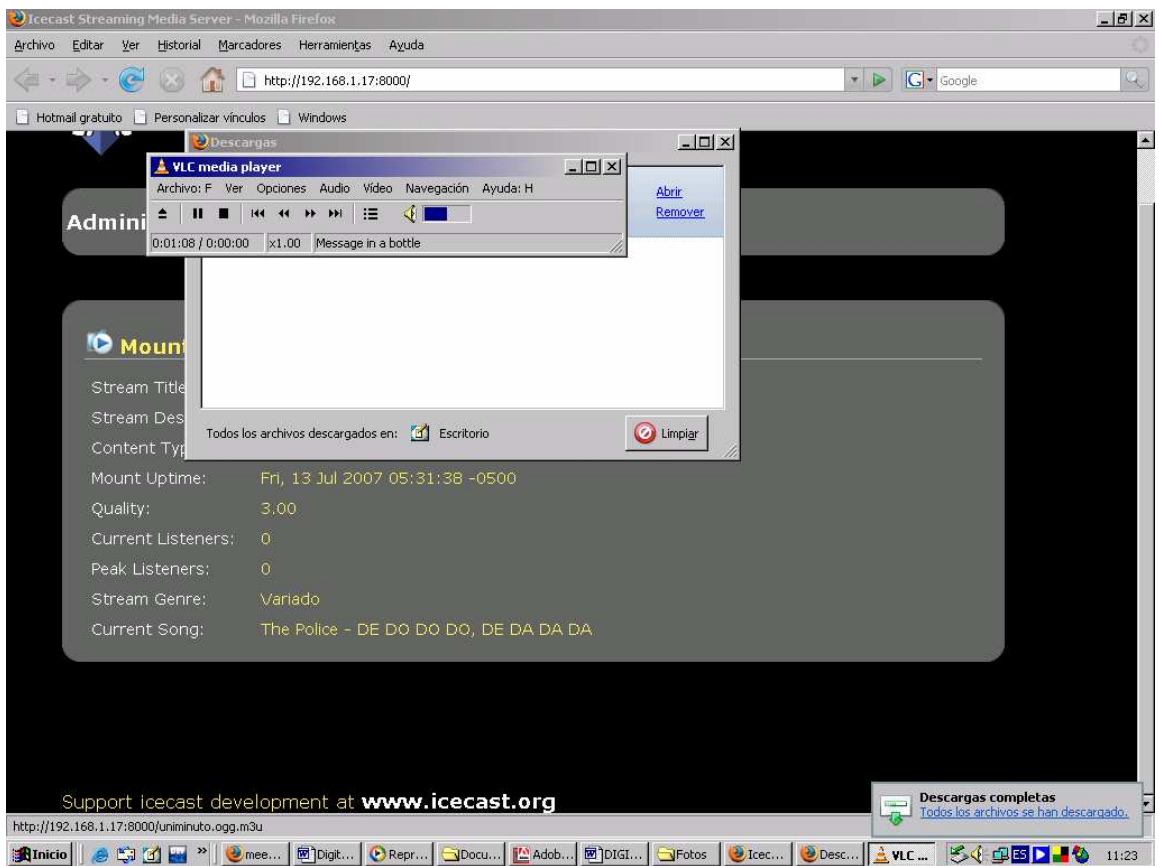 Icecast Streaming Media Server - Mozilla Firefox
Archivo Editar Ver Historial Marcadores Herramientas Ayuda
http://192.168.1.17:8000/
Google
Hotmail gratuito Personalizar vínculos Windows
Descargas
VLC media player
Archivo: F Ver Opciones Audio Vídeo Navegación Ayuda: H
Abrir
Remover
Admini
0:01:08 / 0:00:00 x1.00 Message in a bottle
Moun
Stream Title
Stream Des
Content Typ
Todos los archivos descargados en: Escritorio
Limpiar
Mount Uptime: Fri, 13 Jul 2007 05:31:38 -0500
Quality: 3.00
Current Listeners: 0
Peak Listeners: 0
Stream Genre: Variado
Current Song: The Police - DE DO DO DO, DE DA DA DA
Support icecast development at www.icecast.org
Descargas completas
Todos los archivos se han descargado.
http://192.168.1.17:8000/uniminuto.ogg.m3u
Inicio » mee... Digit... Repr... Docu... Adob... DIGI... Fotos Icec... Desc... VLC ... ES 11:23